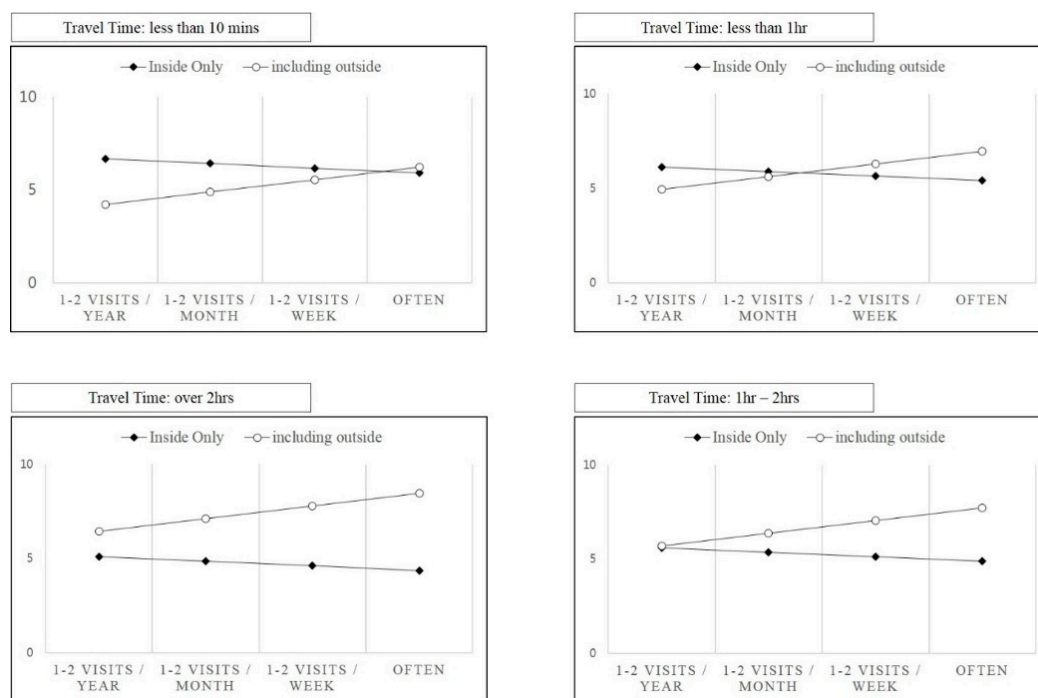 Travel Time: less than 10 mins
Inside Only including outside
10
5
0
1-2 VISITS /
YEAR
1-2 VISITS /
MONTH
1-2 VISITS /
WEEK
OFTEN
Travel Time: less than 1hr
Inside Only including outside
10
5
0
1-2 VISITS /
YEAR
1-2 VISITS /
MONTH
1-2 VISITS /
WEEK
OFTEN
Travel Time: over 2hrs
Inside Only including outside
10
5
0
1-2 VISITS /
YEAR
1-2 VISITS /
MONTH
1-2 VISITS /
WEEK
OFTEN
Travel Time: 1hr – 2hrs
Inside Only including outside
10
5
0
1-2 VISITS /
YEAR
1-2 VISITS /
MONTH
1-2 VISITS /
WEEK
OFTEN